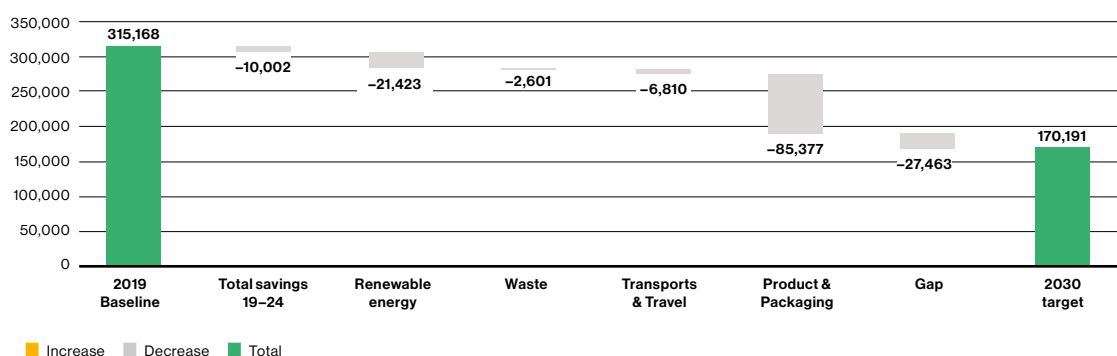 350,000
300,000
250,000
200,000
150,000
100,000
50,000
0
315,168
–10,002
–21,423
–2,601
–6,810
–85,377
–27,463
170,191
2019
Baseline
Total savings
19–24
Renewable
energy
Waste
Transports
& Travel
Product &
Packaging
Gap
2030
target
Increase
Decrease
Total